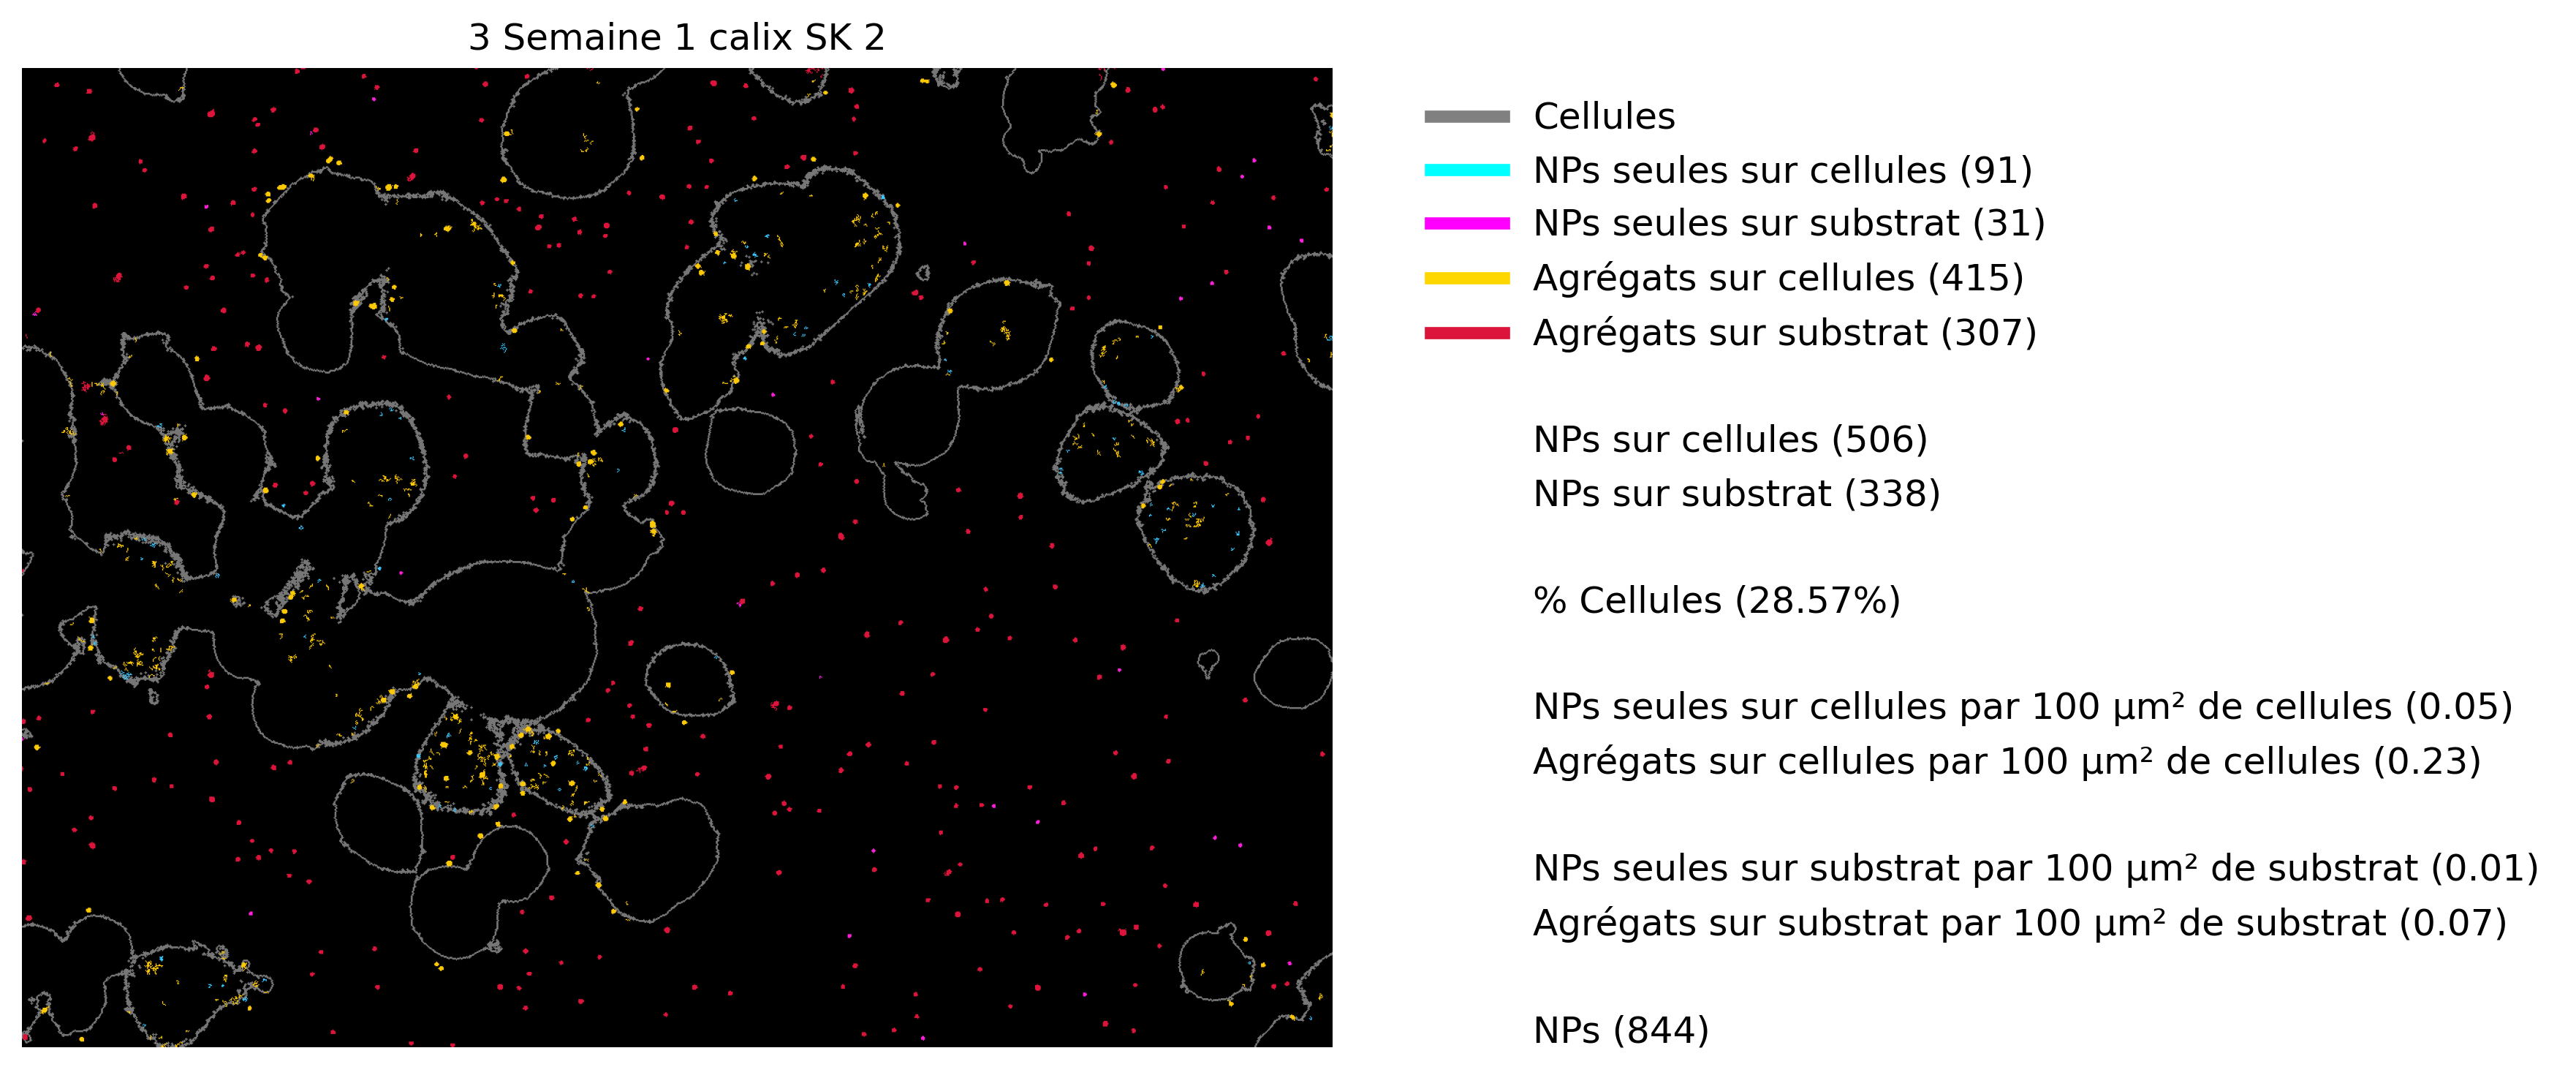 3 Semaine 1 calix SK 2
Cellules
NPs seules sur cellules (91)
NPs seules sur substrat (31)
Agrégats sur cellules (415)
Agrégats sur substrat (307)
NPs sur cellules (506)
NPs sur substrat (338)
% Cellules (28.57%)
NPs seules sur cellules par 100 µm² de cellules (0.05)
Agrégats sur cellules par 100 µm² de cellules (0.23)
NPs seules sur substrat par 100 µm² de substrat (0.01)
Agrégats sur substrat par 100 µm² de substrat (0.07)
NPs (844)